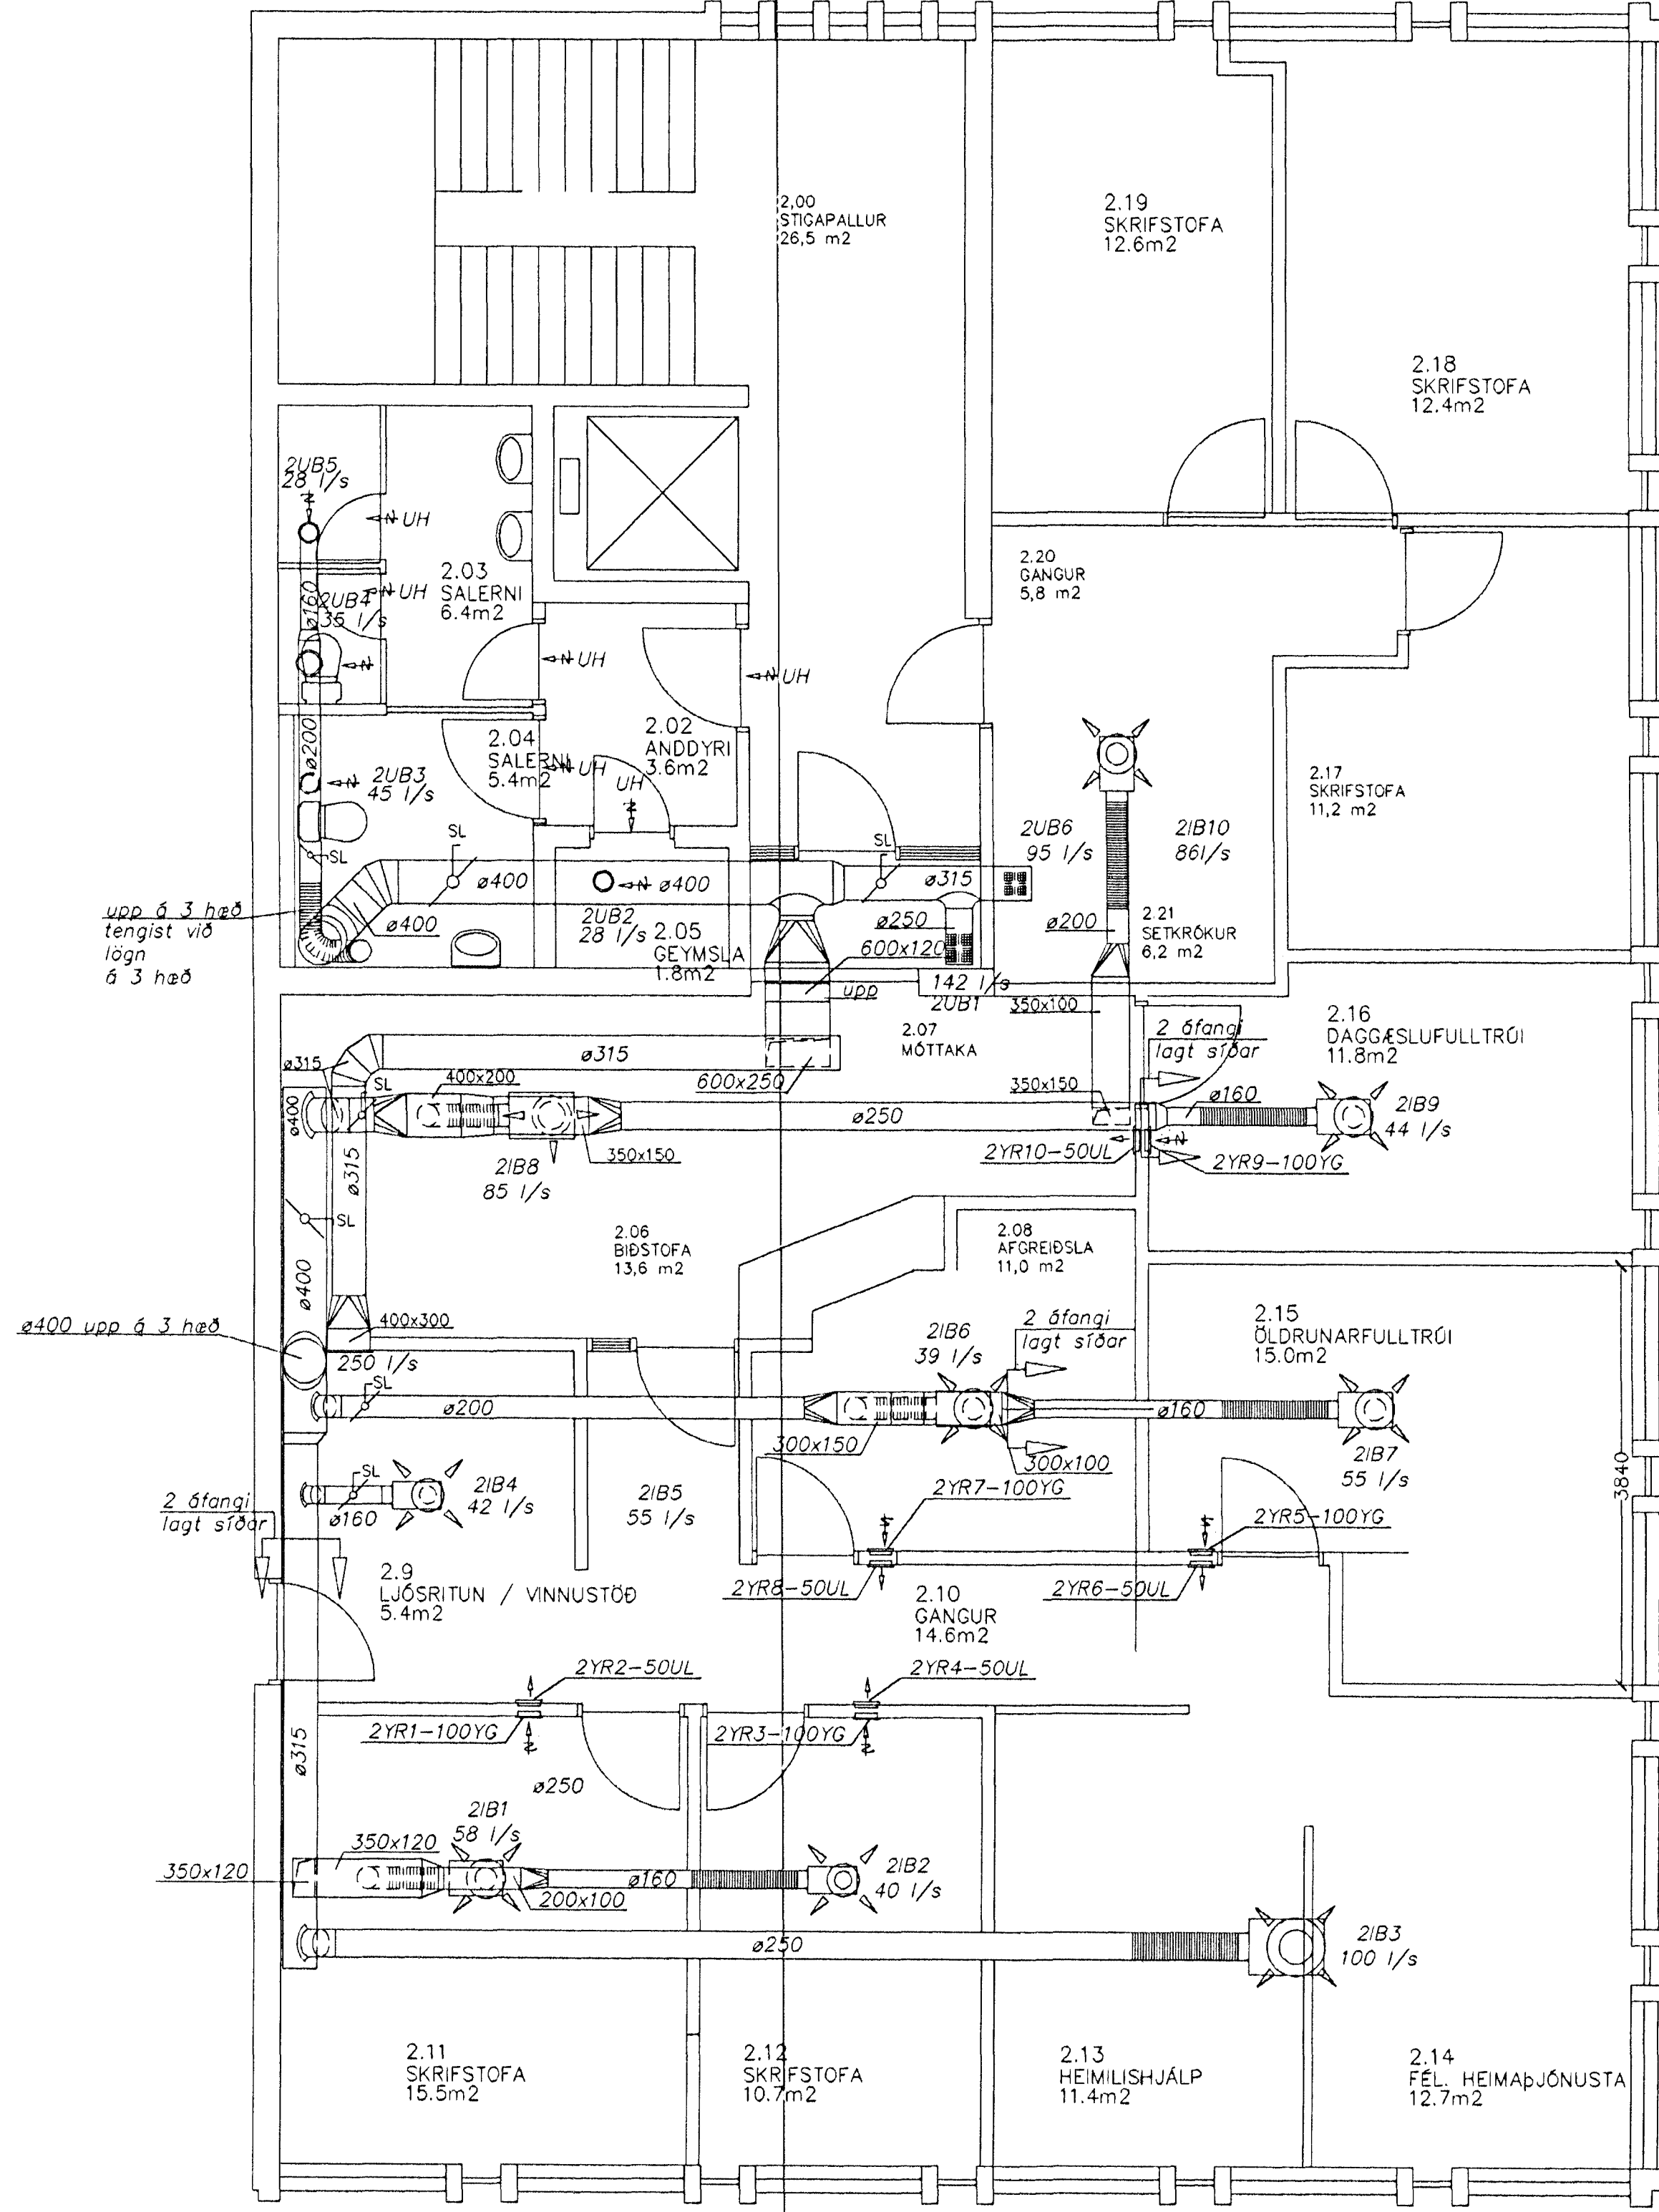 2,00
STIGAPALLUR
26,5 m2
2.19
SKRIFSTOFA
12.6m2
2.18
SKRIFSTOFA
12.4m2
2UB5
28 l/s
UH
2.03
SALERNI
6.4m2
UH
2UB4
35 l/s
ø160
UH
UH
2.20
GANGUR
5,8 m2
ø200
2UB3
45 l/s
2.04
SALERNI
5.4m2
UH
2.02
ANDDYRI
3.6m2
UH
2.17
SKRIFSTOFA
11,2 m2
2UB6
95 l/s
2IB10
86l/s
SL
SL
SL
ø400
ø400
ø315
upp á 3 hæð
tengist við
lögn
á 3 hæð
ø400
2UB2
28 l/s
2.05
GEYMSLA
1.8m2
ø250
600x120
ø200
2.21
SETKRÓKUR
6,2 m2
142 l/s
2UB1
upp
350x100
2.07
MÓTTAKA
2 áfangi
lagt síðar
2.16
DAGGÆSLUFULLTRÚI
11.8m2
ø315
ø315
600x250
400x200
SL
ø400
350x150
ø250
ø160
2IB9
44 l/s
2IB8
85 l/s
350x150
2YR10-50UL
2YR9-100YG
ø315
SL
2.06
BIÐSTOFA
13,6 m2
2.08
AFGREIÐSLA
11,0 m2
ø400
ø400 upp á 3 hæð
400x300
250 l/s
2IB6
39 l/s
2 áfangi
lagt síðar
2.15
ÖLDRUNARFULLTRÚI
15.0m2
SL
ø200
ø160
300x150
300x100
2IB7
55 l/s
3840
SL
2IB4
42 l/s
2IB5
55 l/s
2YR7-100YG
2YR5-100YG
2 áfangi
lagt síðar
ø160
2.9
LJÓSRITUN / VINNUSTÖÐ
5.4m2
2YR8-50UL
2YR6-50UL
2.10
GANGUR
14.6m2
2YR2-50UL
2YR4-50UL
2YR1-100YG
2YR3-100YG
ø315
ø250
2IB1
58 l/s
350x120
350x120
200x100
ø160
2IB2
40 l/s
ø250
2IB3
100 l/s
2.11
SKRIFSTOFA
15.5m2
2.12
SKRIFSTOFA
10.7m2
2.13
HEIMILISHJÁLP
11.4m2
2.14
FÉL. HEIMAÞJÓNUSTA
12.7m2